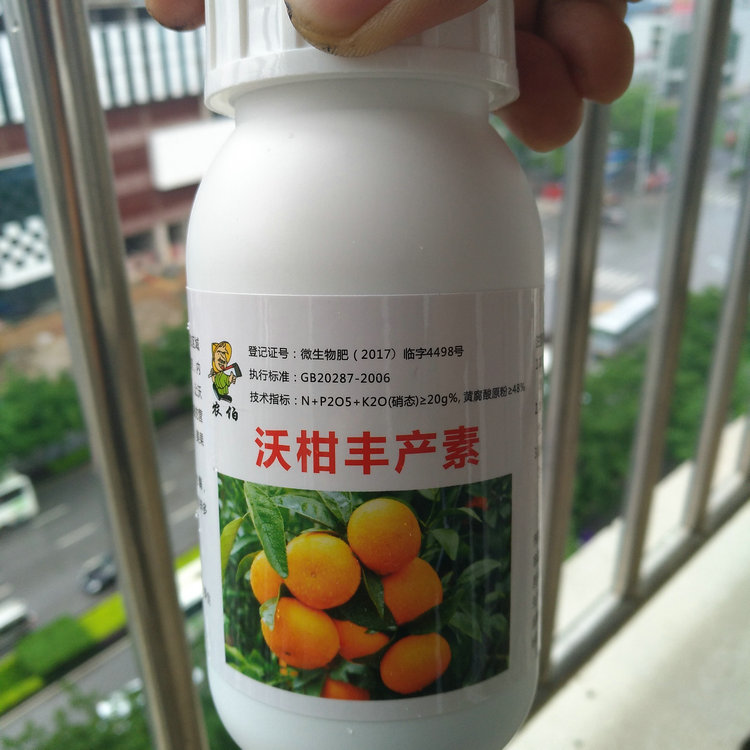 登记证号：微生物肥（2017）临字4498号
执行标准：GB20287-2006
技术指标：N+P2O5+K2O(硝态)≥20g%, 黄腐酸原粉≥48%
农伯
沃柑丰产素